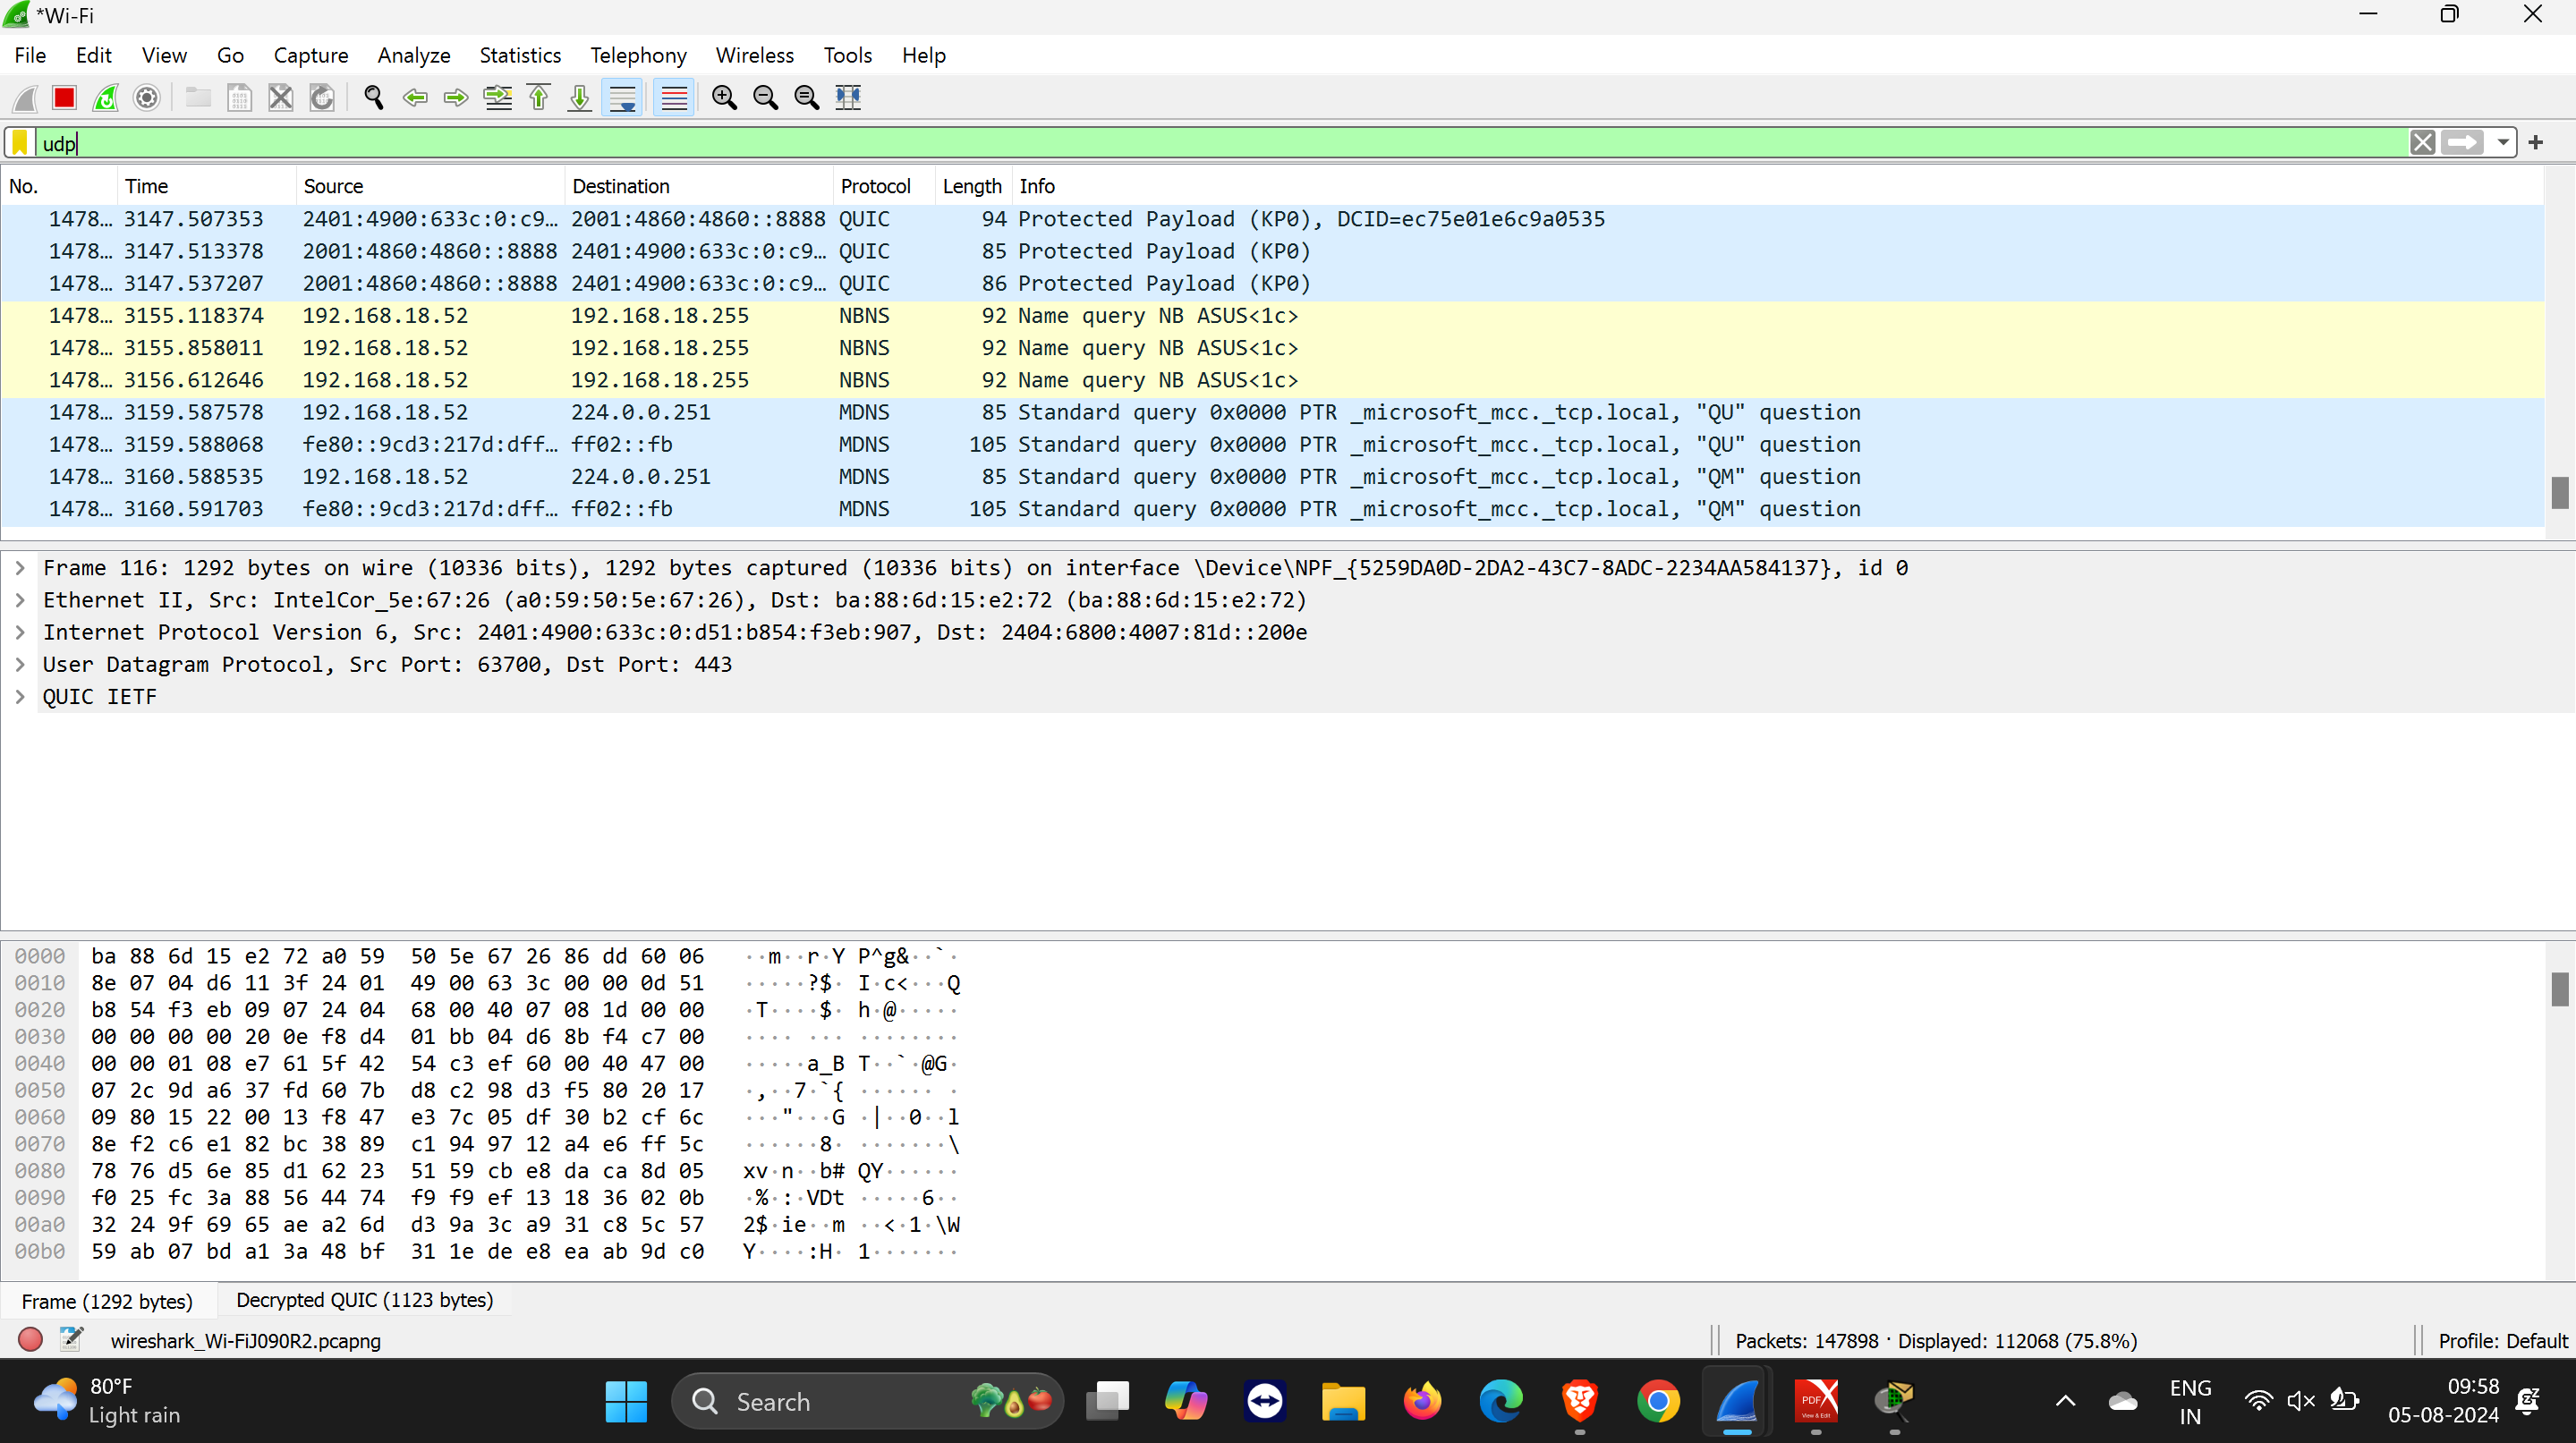 *Wi-Fi
File Edit View Go Capture Analyze Statistics Telephony Wireless Tools Help
udp
No. Time Source Destination Protocol Length Info
1478… 3147.507353 2401:4900:633c:0:c9… 2001:4860:4860::8888 QUIC 94 Protected Payload (KP0), DCID=ec75e01e6c9a0535
1478… 3147.513378 2001:4860:4860::8888 2401:4900:633c:0:c9… QUIC 85 Protected Payload (KP0)
1478… 3147.537207 2001:4860:4860::8888 2401:4900:633c:0:c9… QUIC 86 Protected Payload (KP0)
1478… 3155.118374 192.168.18.52 192.168.18.255 NBNS 92 Name query NB ASUS<1c>
1478… 3155.858011 192.168.18.52 192.168.18.255 NBNS 92 Name query NB ASUS<1c>
1478… 3156.612646 192.168.18.52 192.168.18.255 NBNS 92 Name query NB ASUS<1c>
1478… 3159.587578 192.168.18.52 224.0.0.251 MDNS 85 Standard query 0x0000 PTR _microsoft_mcc._tcp.local, "QU" question
1478… 3159.588068 fe80::9cd3:217d:dff… ff02::fb MDNS 105 Standard query 0x0000 PTR _microsoft_mcc._tcp.local, "QU" question
1478… 3160.588535 192.168.18.52 224.0.0.251 MDNS 85 Standard query 0x0000 PTR _microsoft_mcc._tcp.local, "QM" question
1478… 3160.591703 fe80::9cd3:217d:dff… ff02::fb MDNS 105 Standard query 0x0000 PTR _microsoft_mcc._tcp.local, "QM" question
Frame 116: 1292 bytes on wire (10336 bits), 1292 bytes captured (10336 bits) on interface \Device\NPF_{5259DA0D-2DA2-43C7-8ADC-2234AA584137}, id 0
Ethernet II, Src: IntelCor_5e:67:26 (a0:59:50:5e:67:26), Dst: ba:88:6d:15:e2:72 (ba:88:6d:15:e2:72)
Internet Protocol Version 6, Src: 2401:4900:633c:0:d51:b854:f3eb:907, Dst: 2404:6800:4007:81d::200e
User Datagram Protocol, Src Port: 63700, Dst Port: 443
QUIC IETF
0000 ba 88 6d 15 e2 72 a0 59 50 5e 67 26 86 dd 60 06 ··m··r·Y P^g&··`·
0010 8e 07 04 d6 11 3f 24 01 49 00 63 3c 00 00 0d 51 ·····?$· I·c<···Q
0020 b8 54 f3 eb 09 07 24 04 68 00 40 07 08 1d 00 00 ·T····$· h·@·····
0030 00 00 00 00 20 0e f8 d4 01 bb 04 d6 8b f4 c7 00 ···· ··· ········
0040 00 00 01 08 e7 61 5f 42 54 c3 ef 60 00 40 47 00 ·····a_B T··`·@G·
0050 07 2c 9d a6 37 fd 60 7b d8 c2 98 d3 f5 80 20 17 ·,··7·`{ ······ ·
0060 09 80 15 22 00 13 f8 47 e3 7c 05 df 30 b2 cf 6c ···"···G ·|··0··l
0070 8e f2 c6 e1 82 bc 38 89 c1 94 97 12 a4 e6 ff 5c ······8· ·······\
0080 78 76 d5 6e 85 d1 62 23 51 59 cb e8 da ca 8d 05 xv·n··b# QY······
0090 f0 25 fc 3a 88 56 44 74 f9 f9 ef 13 18 36 02 0b ·%·:·VDt ·····6··
00a0 32 24 9f 69 65 ae a2 6d d3 9a 3c a9 31 c8 5c 57 2$·ie··m ··<·1·\W
00b0 59 ab 07 bd a1 3a 48 bf 31 1e de e8 ea ab 9d c0 Y····:H· 1·······
Frame (1292 bytes) Decrypted QUIC (1123 bytes)
wireshark_Wi-FiJ090R2.pcapng Packets: 147898 · Displayed: 112068 (75.8%) Profile: Default
80°F
Light rain
Search
PDF
View & Edit
ENG
IN
09:58
05-08-2024